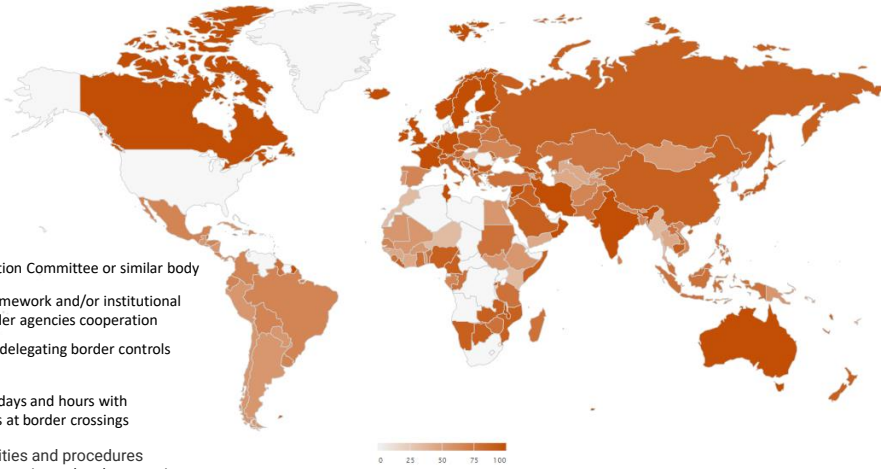 tion Committee or similar body
mework and/or institutional
der agencies cooperation
delegating border controls
days and hours with
s at border crossings
ities and procedures
0 25 50 75 100